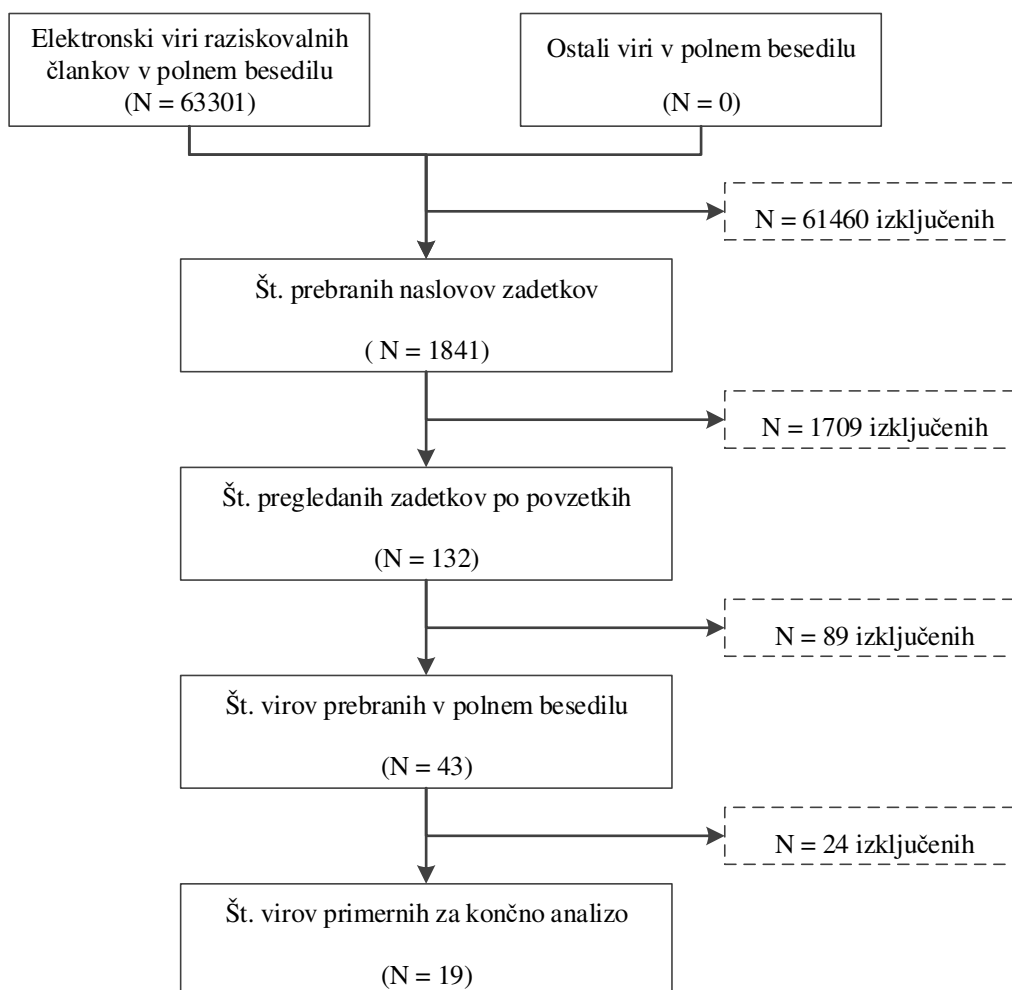 Elektronski viri raziskovalnih
člankov v polnem besedilu
(N = 63301)
Ostali viri v polnem besedilu
(N = 0)
N = 61460 izključenih
Št. prebranih naslovov zadetkov
( N = 1841)
N = 1709 izključenih
Št. pregledanih zadetkov po povzetkih
(N = 132)
N = 89 izključenih
Št. virov prebranih v polnem besedilu
(N = 43)
N = 24 izključenih
Št. virov primernih za končno analizo
(N = 19)